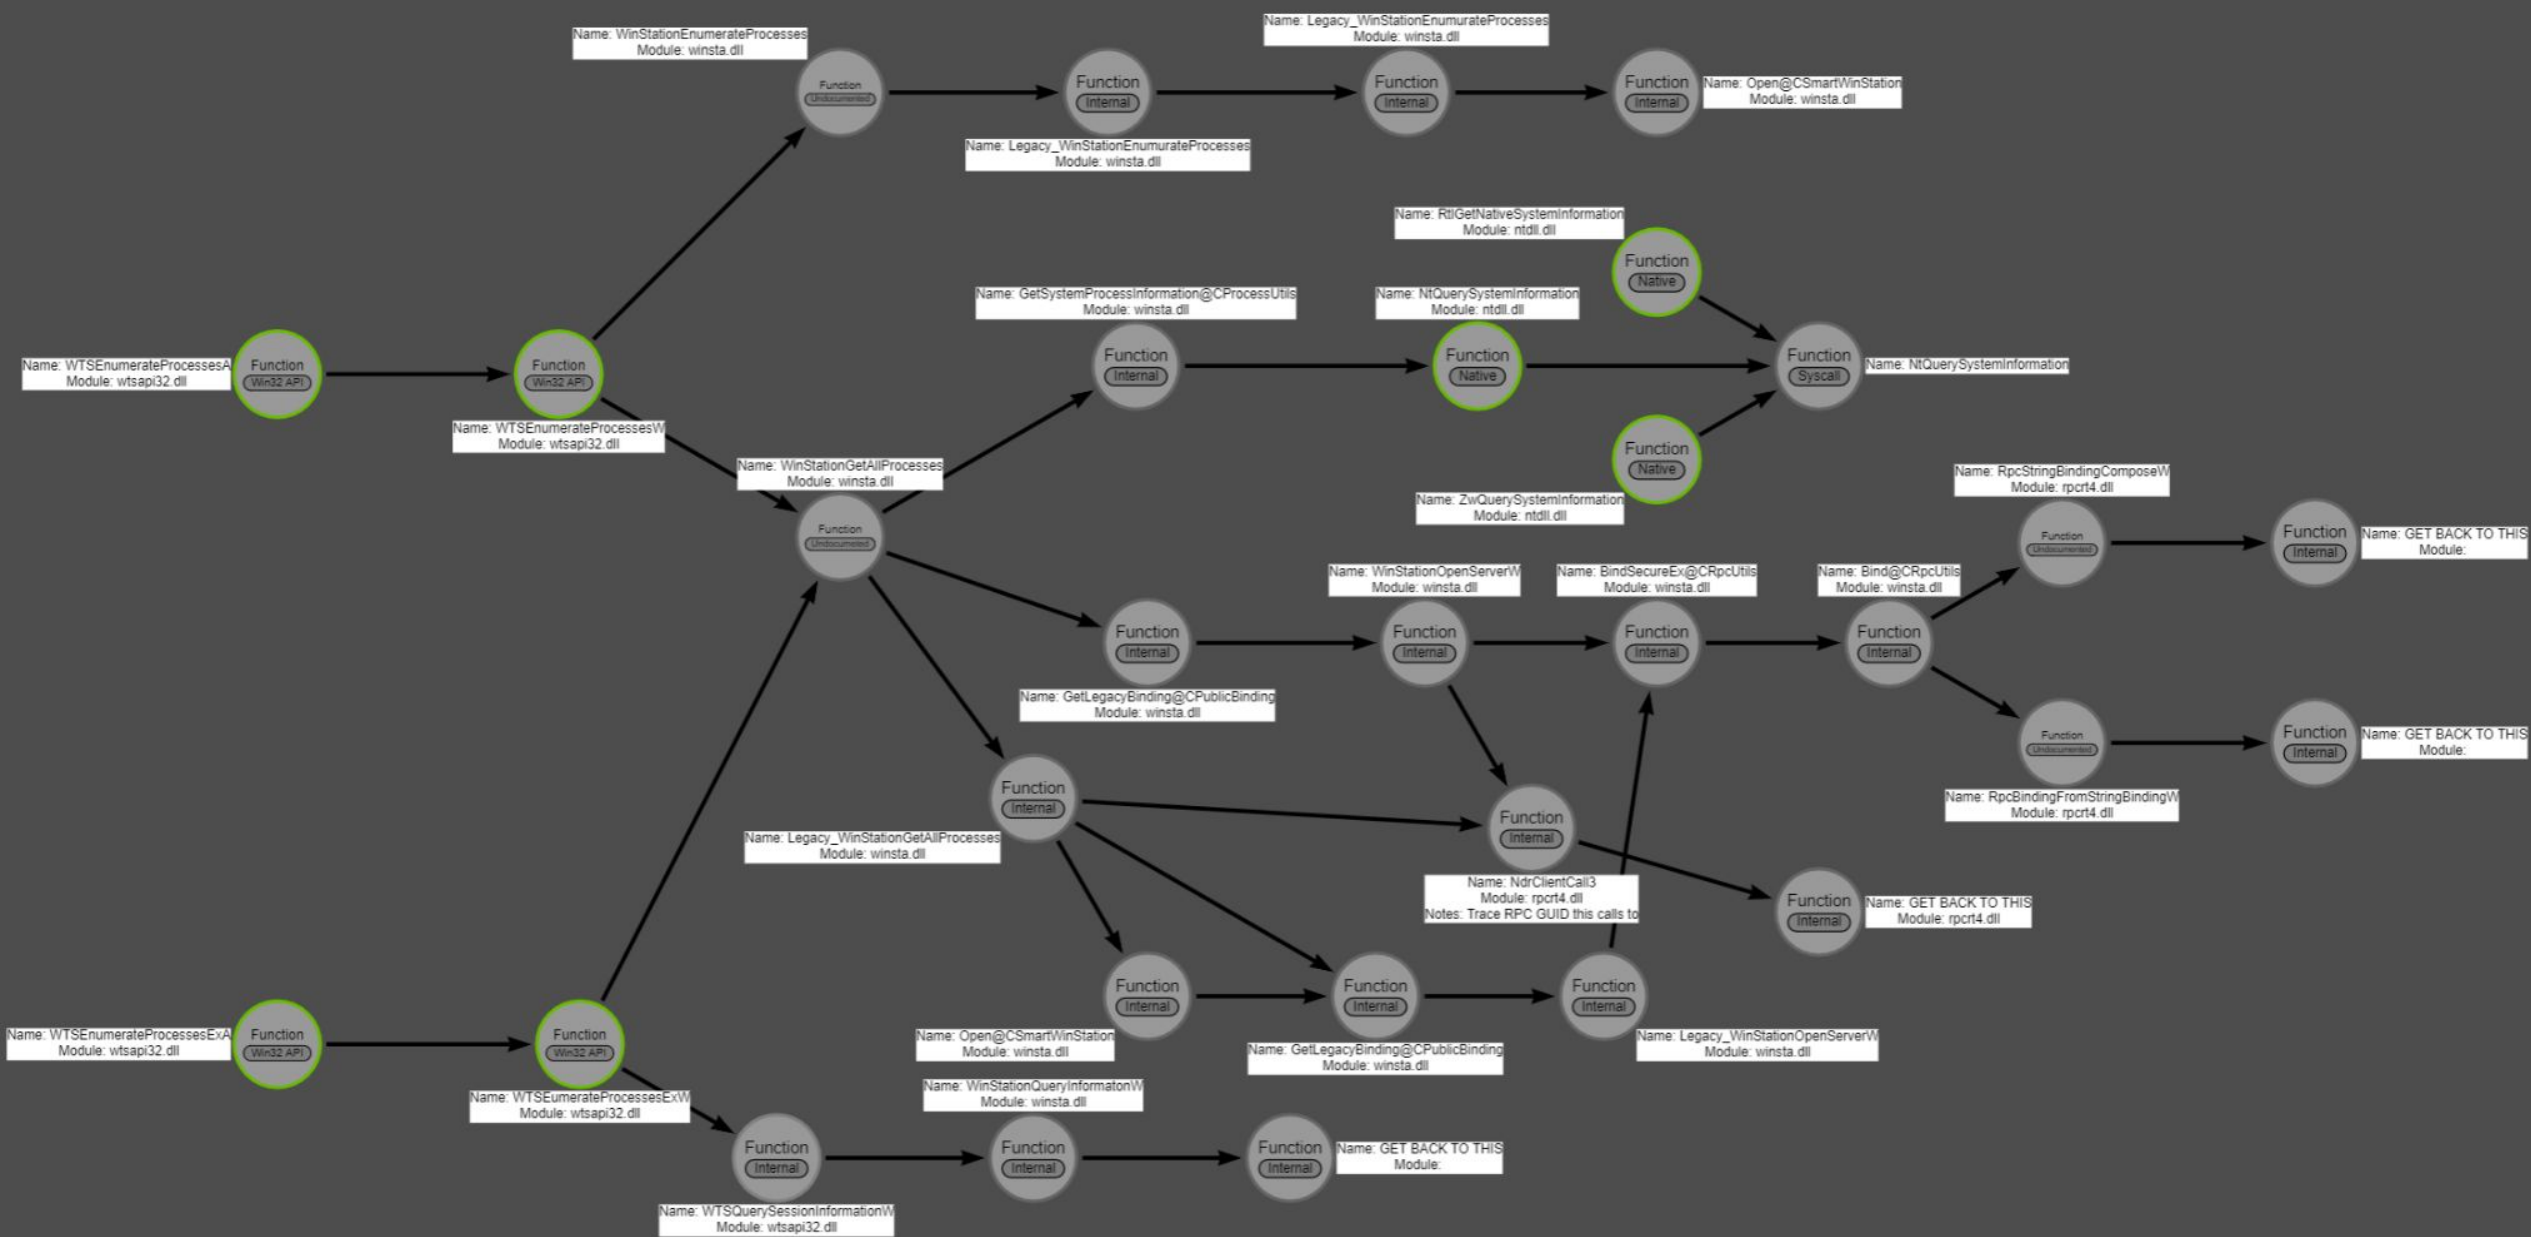 Name: WinStationEnumerateProcesses
Module: winsta.dll
Function
Undocumented
Function
Internal
Name: Legacy_WinStationEnumurateProcesses
Module: winsta.dll
Name: Legacy_WinStationEnumurateProcesses
Module: winsta.dll
Function
Internal
Function
Internal
Name: Open@CSmartWinStation
Module: winsta.dll
Name: RtlGetNativeSystemInformation
Module: ntdll.dll
Function
Native
Name: GetSystemProcessInformation@CProcessUtils
Module: winsta.dll
Function
Internal
Name: NtQuerySystemInformation
Module: ntdll.dll
Function
Native
Function
Syscall
Name: NtQuerySystemInformation
Name: WTSEnumerateProcessesA
Module: wtsapi32.dll
Function
Win32 API
Function
Win32 API
Name: WTSEnumerateProcessesW
Module: wtsapi32.dll
Function
Native
Name: ZwQuerySystemInformation
Module: ntdll.dll
Name: WinStationGetAllProcesses
Module: winsta.dll
Function
Undocumeted
Name: RpcStringBindingComposeW
Module: rpcrt4.dll
Function
Undocumented
Function
Internal
Name: GET BACK TO THIS
Module:
Function
Internal
Name: GetLegacyBinding@CPublicBinding
Module: winsta.dll
Name: WinStationOpenServerW
Module: winsta.dll
Function
Internal
Name: BindSecureEx@CRpcUtils
Module: winsta.dll
Function
Internal
Name: Bind@CRpcUtils
Module: winsta.dll
Function
Internal
Function
Undocumented
Name: RpcBindingFromStringBindingW
Module: rpcrt4.dll
Function
Internal
Name: GET BACK TO THIS
Module:
Function
Internal
Name: Legacy_WinStationGetAllProcesses
Module: winsta.dll
Function
Internal
Name: NdrClientCall3
Module: rpcrt4.dll
Notes: Trace RPC GUID this calls to
Function
Internal
Name: GET BACK TO THIS
Module: rpcrt4.dll
Function
Internal
Name: Open@CSmartWinStation
Module: winsta.dll
Function
Internal
Name: GetLegacyBinding@CPublicBinding
Module: winsta.dll
Function
Internal
Name: Legacy_WinStationOpenServerW
Module: winsta.dll
Name: WTSEnumerateProcessesExA
Module: wtsapi32.dll
Function
Win32 API
Function
Win32 API
Name: WTSEumerateProcessesExW
Module: wtsapi32.dll
Function
Internal
Name: WTSQuerySessionInformationW
Module: wtsapi32.dll
Name: WinStationQueryInformatonW
Module: winsta.dll
Function
Internal
Function
Internal
Name: GET BACK TO THIS
Module: